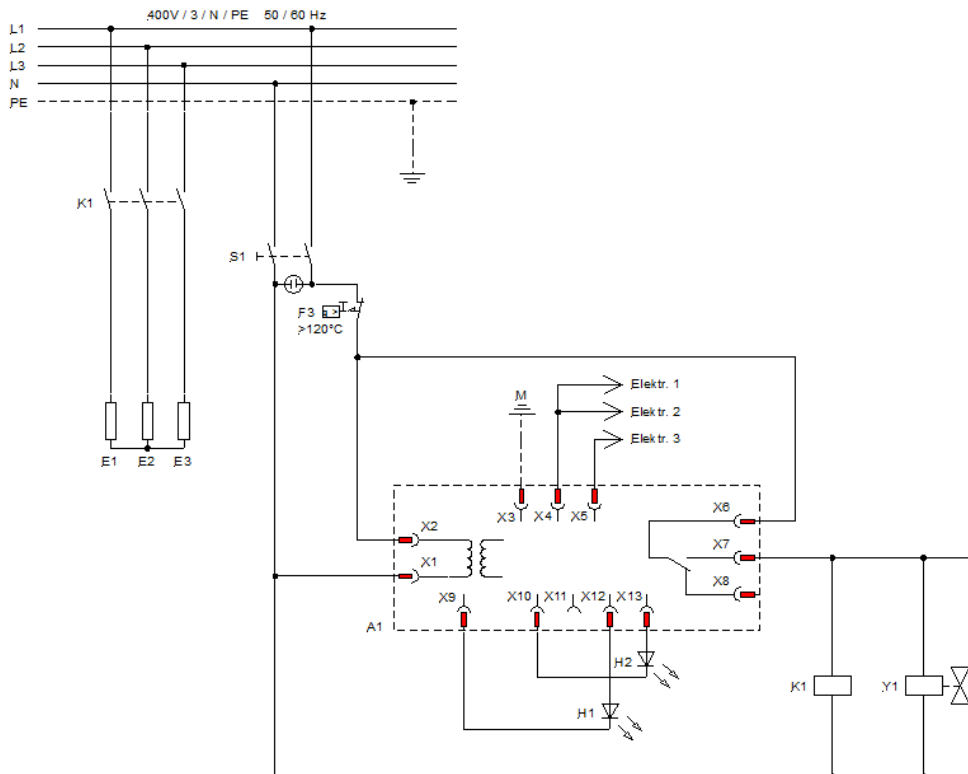 400V / 3 / N / PE 50 / 60 Hz
L1
L2
L3
N
PE
K1
S1
F3
>120°C
Elektr. 1
M
Elektr. 2
Elektr. 3
E1 E2 E3
X3 X4 X5
X6
X2
X7
X1
X8
X9 X10 X11 X12 X13
A1
H2
K1 Y1
H1